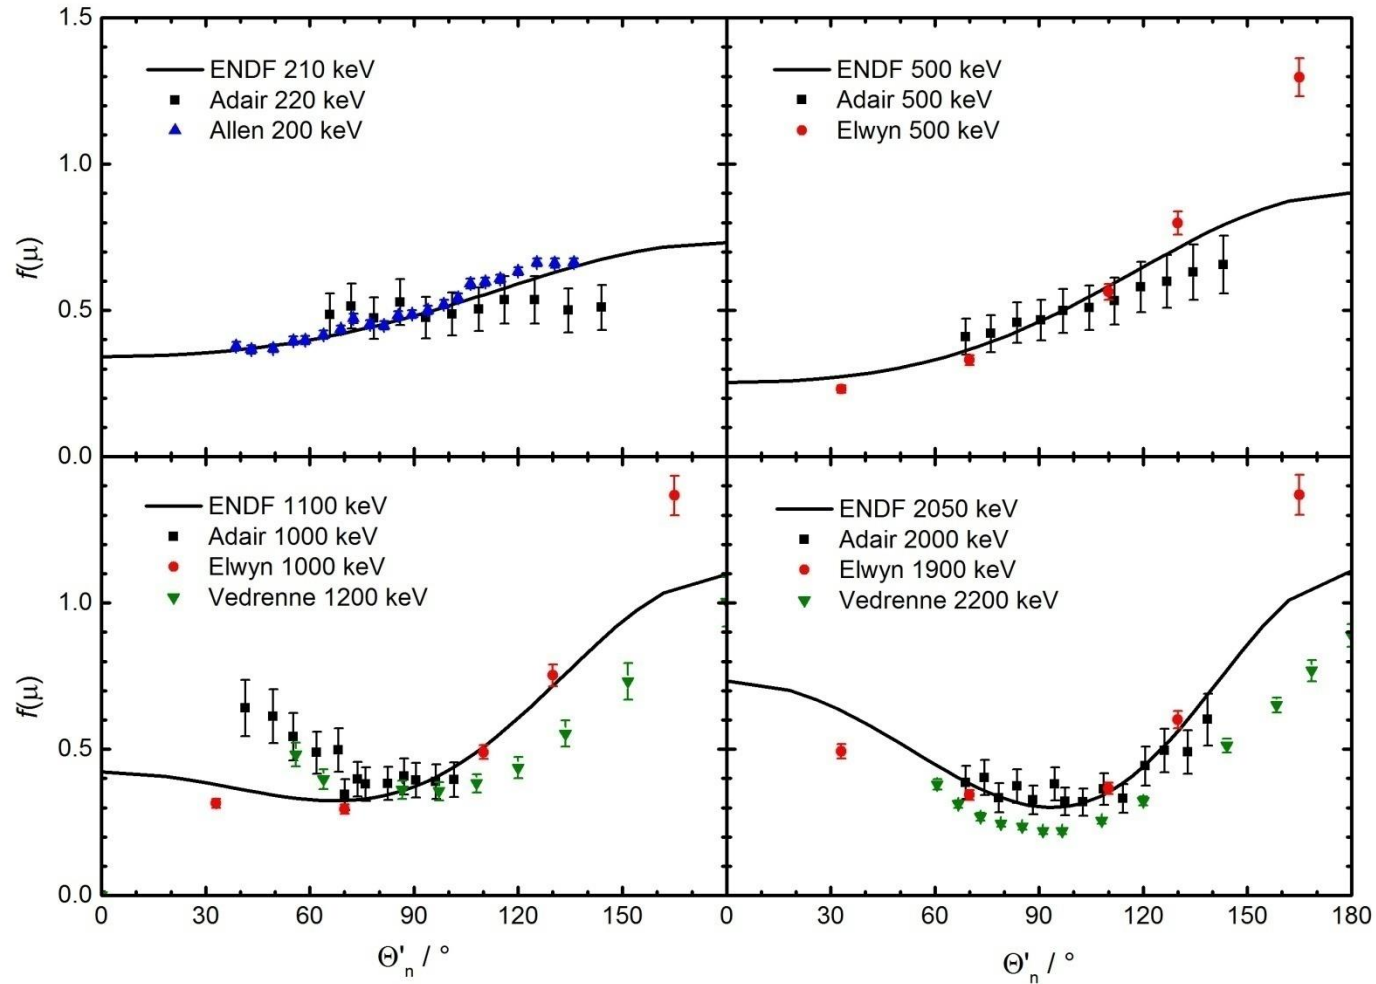 1.5
ENDF 210 keV
Adair 220 keV
Allen 200 keV
ENDF 500 keV
Adair 500 keV
Elwyn 500 keV
1.0
f(μ)
0.5
0.0
ENDF 1100 keV
Adair 1000 keV
Elwyn 1000 keV
Vedrenne 1200 keV
ENDF 2050 keV
Adair 2000 keV
Elwyn 1900 keV
Vedrenne 2200 keV
1.0
f(μ)
0.5
0.0
0 30 60 90 120 150 0 30 60 90 120 150 180
Θ'n / °
Θ'n / °